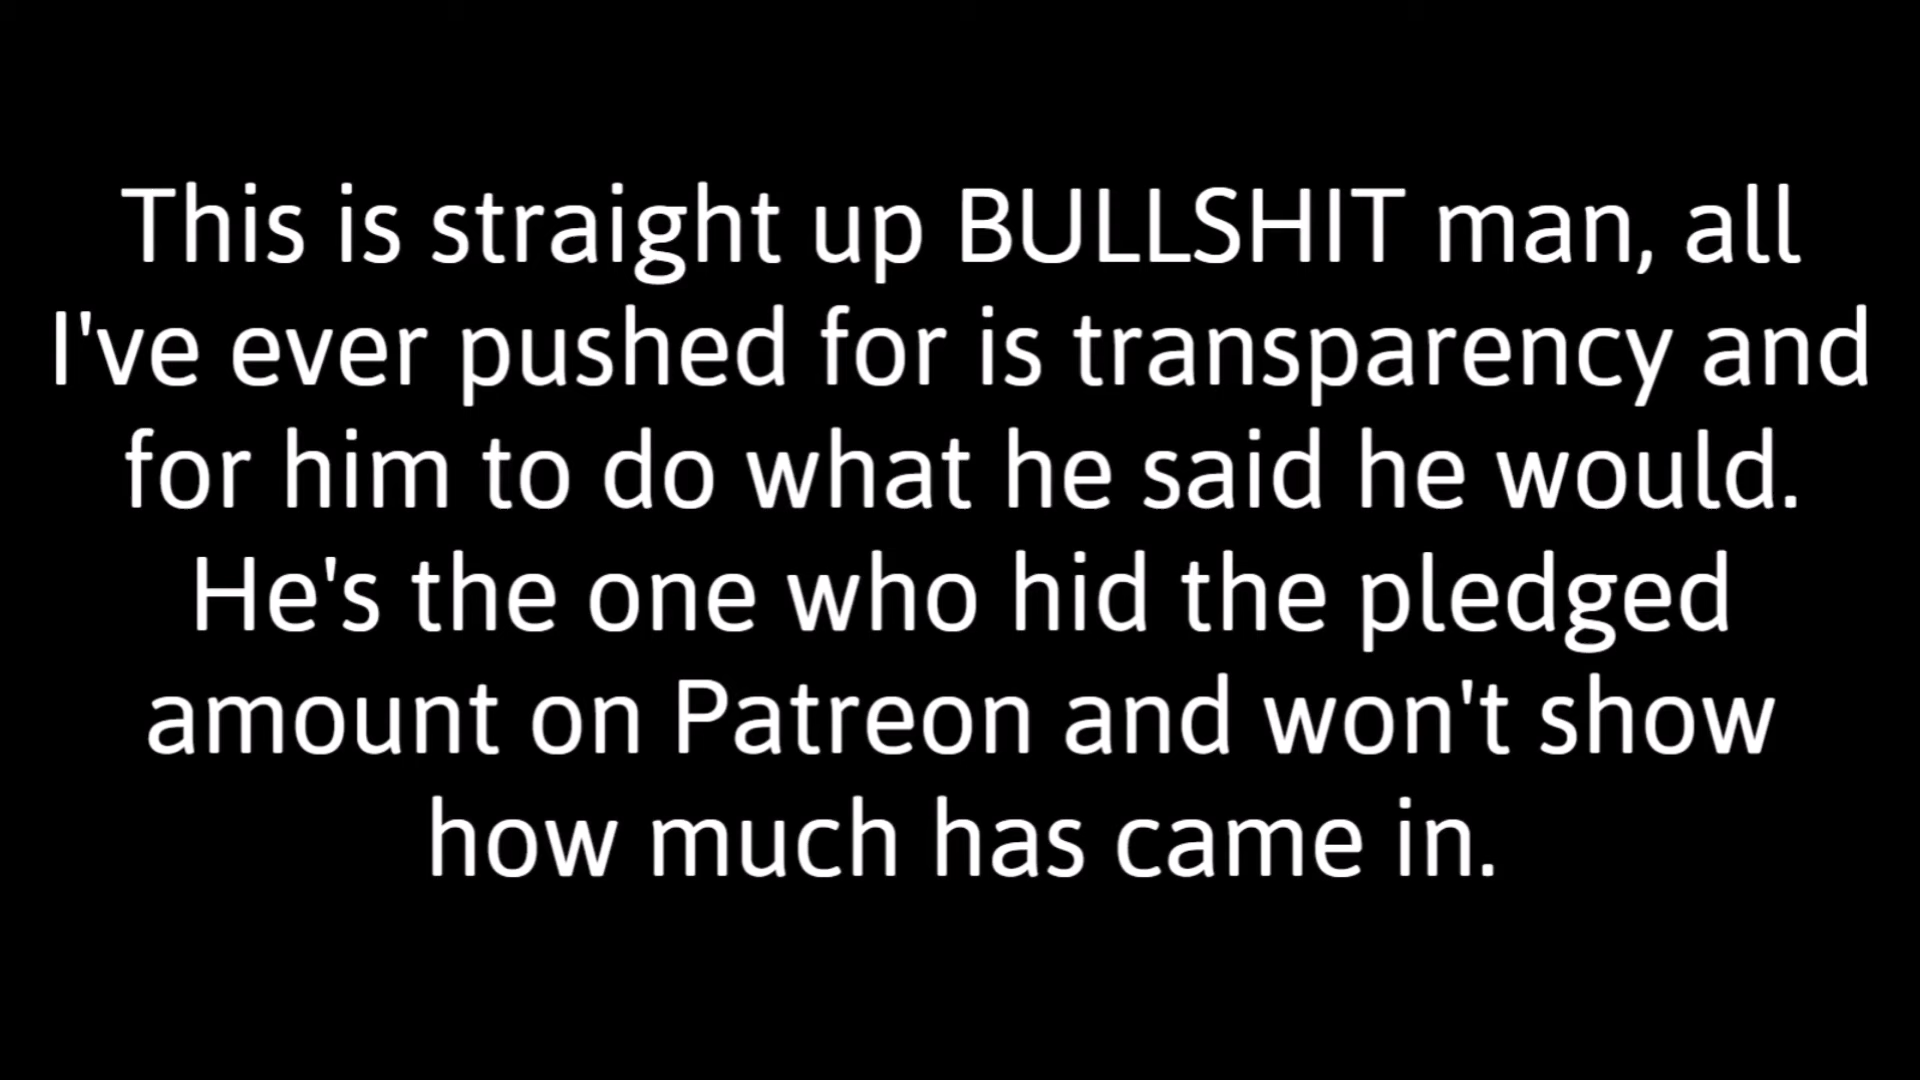 This is straight up BULLSHIT man, all
I've ever pushed for is transparency and
for him to do what he said he would.
He's the one who hid the pledged
amount on Patreon and won't show
how much has came in.